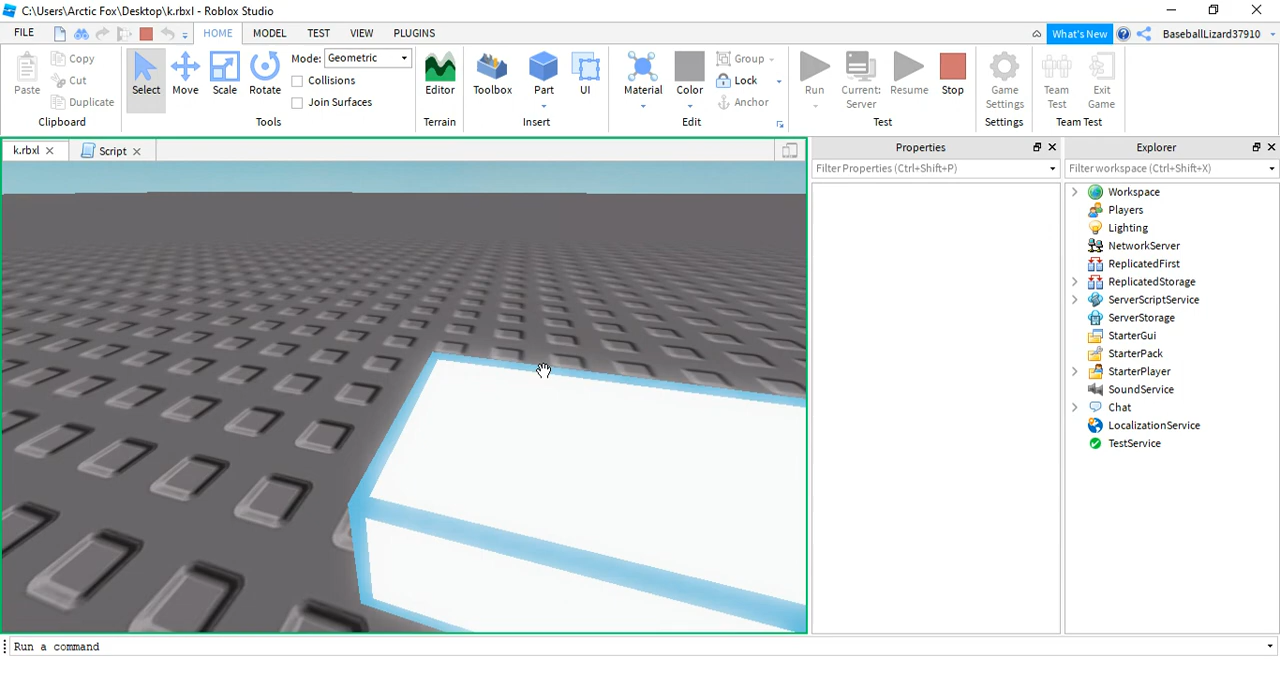 C:\Users\Arctic Fox\Desktop\k.rbxl - Roblox Studio
FILE HOME MODEL TEST VIEW PLUGINS What's New BaseballLizard37910
Paste Copy Cut Duplicate Clipboard
Select Move Scale Rotate Mode: Geometric Collisions Join Surfaces Tools
Editor Terrain
Toolbox Part UI Insert
Material Color Group Lock Anchor Edit
Run Current: Server Resume Stop Test
Game Settings Settings
Team Test Exit Game Team Test
k.rbxl Script
Properties
Filter Properties (Ctrl+Shift+P)
Explorer
Filter workspace (Ctrl+Shift+X)
Workspace
Players
Lighting
NetworkServer
ReplicatedFirst
ReplicatedStorage
ServerScriptService
ServerStorage
StarterGui
StarterPack
StarterPlayer
SoundService
Chat
LocalizationService
TestService
Run a command